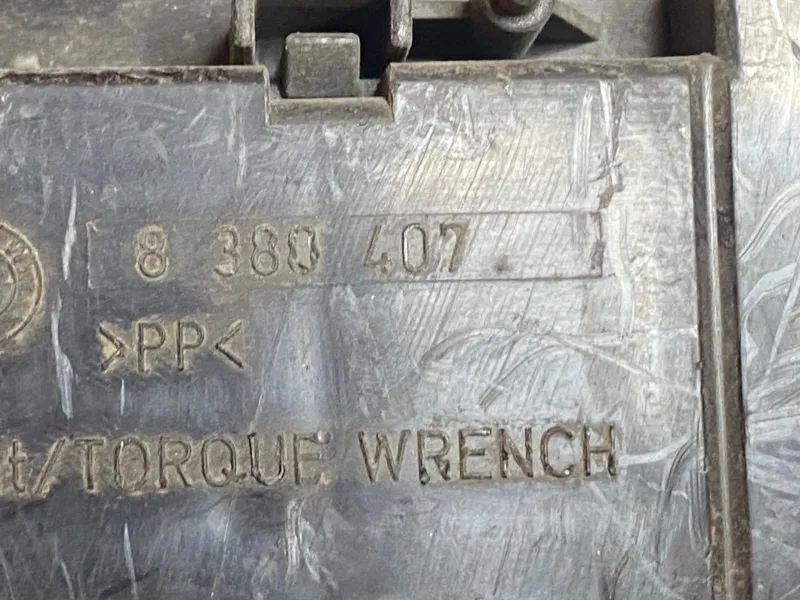 8 380 407
>PP<
t/TORQUE WRENCH